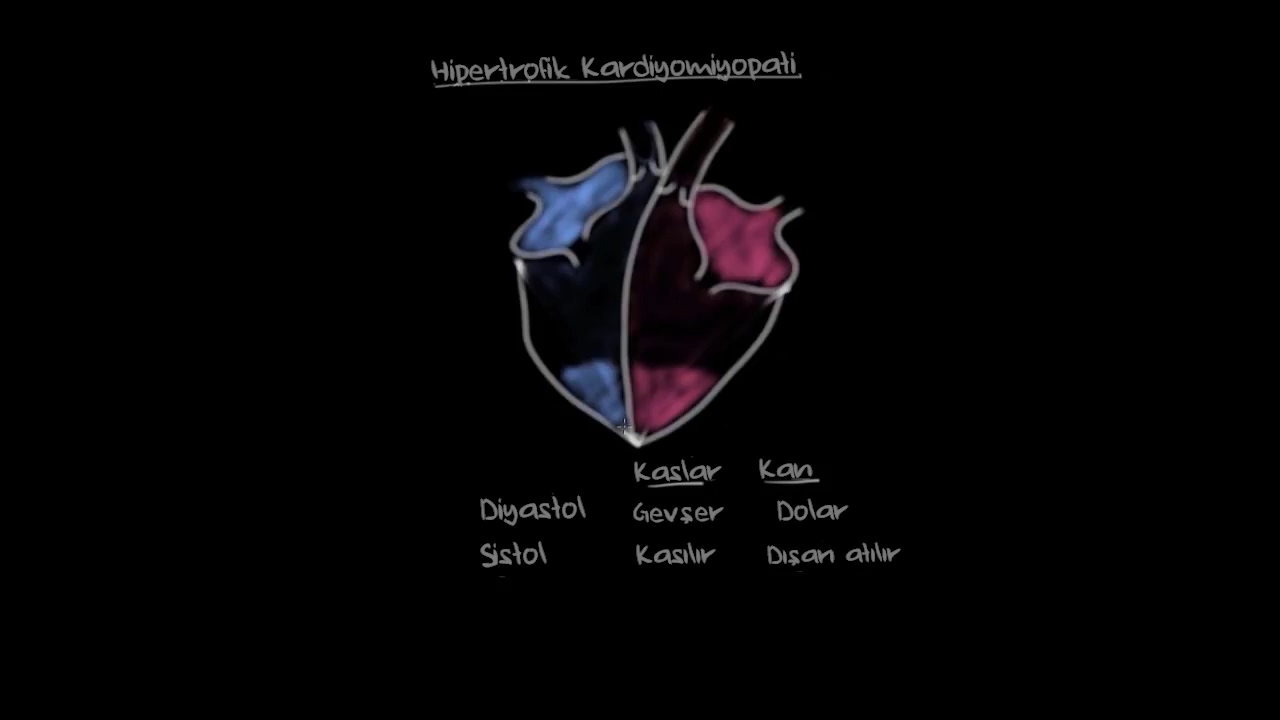 Hipertrofik Kardiyomiyopati
Kaslar Kan
Diyastol Gevşer Dolar
Sistol Kasılır Dışarı atılır